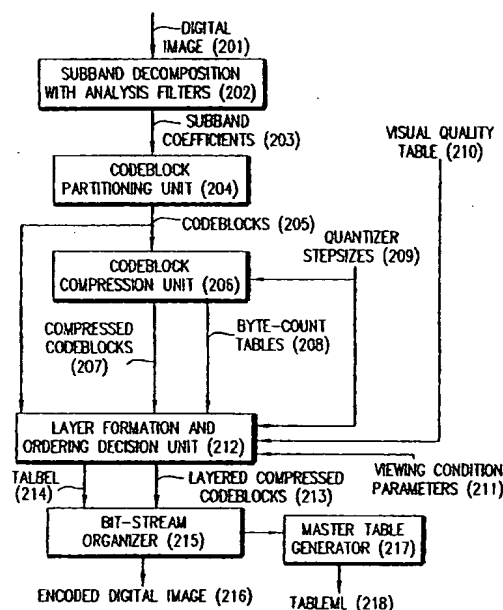 DIGITAL
IMAGE (201)
SUBBAND DECOMPOSITION
WITH ANALYSIS FILTERS (202)
SUBBAND
COEFFICIENTS (203)
VISUAL QUALITY
TABLE (210)
CODEBLOCK
PARTITIONING UNIT (204)
CODEBLOCKS (205)
QUANTIZER
STEPSIZES (209)
CODEBLOCK
COMPRESSION UNIT (206)
COMPRESSED
CODEBLOCKS
(207)
BYTE-COUNT
TABLES (208)
LAYER FORMATION AND
ORDERING DECISION UNIT (212)
VIEWING CONDITION
PARAMETERS (211)
TALBEL
(214)
LAYERED COMPRESSED
CODEBLOCKS (213)
BIT-STREAM
ORGANIZER (215)
MASTER TABLE
GENERATOR (217)
ENCODED DIGITAL IMAGE (216)
TABLEML (218)